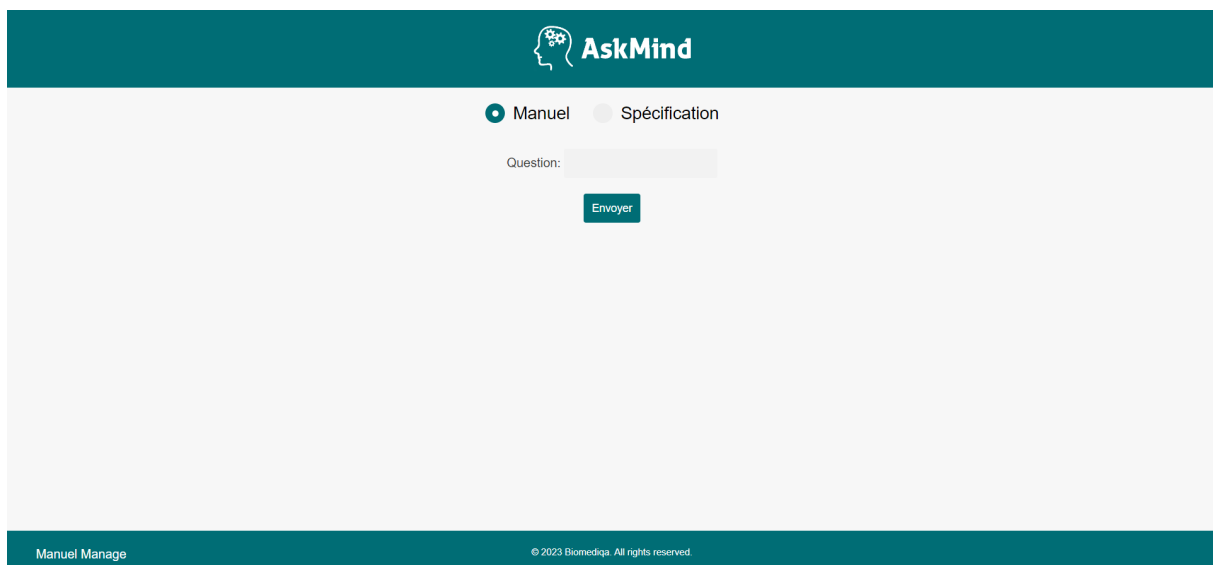 AskMind
Manuel Spécification
Question:
Envoyer
Manuel Manage © 2023 Biomediqa. All rights reserved.